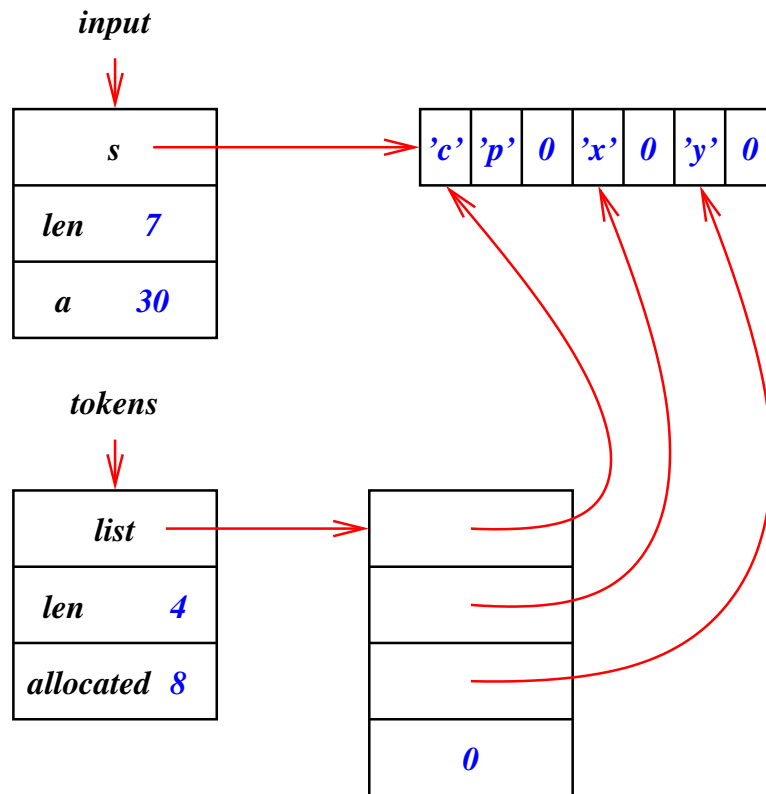 input
s
’c’ ’p’ 0 ’x’ 0 ’y’ 0
len 7
a 30
tokens
list
len 4
allocated 8
0